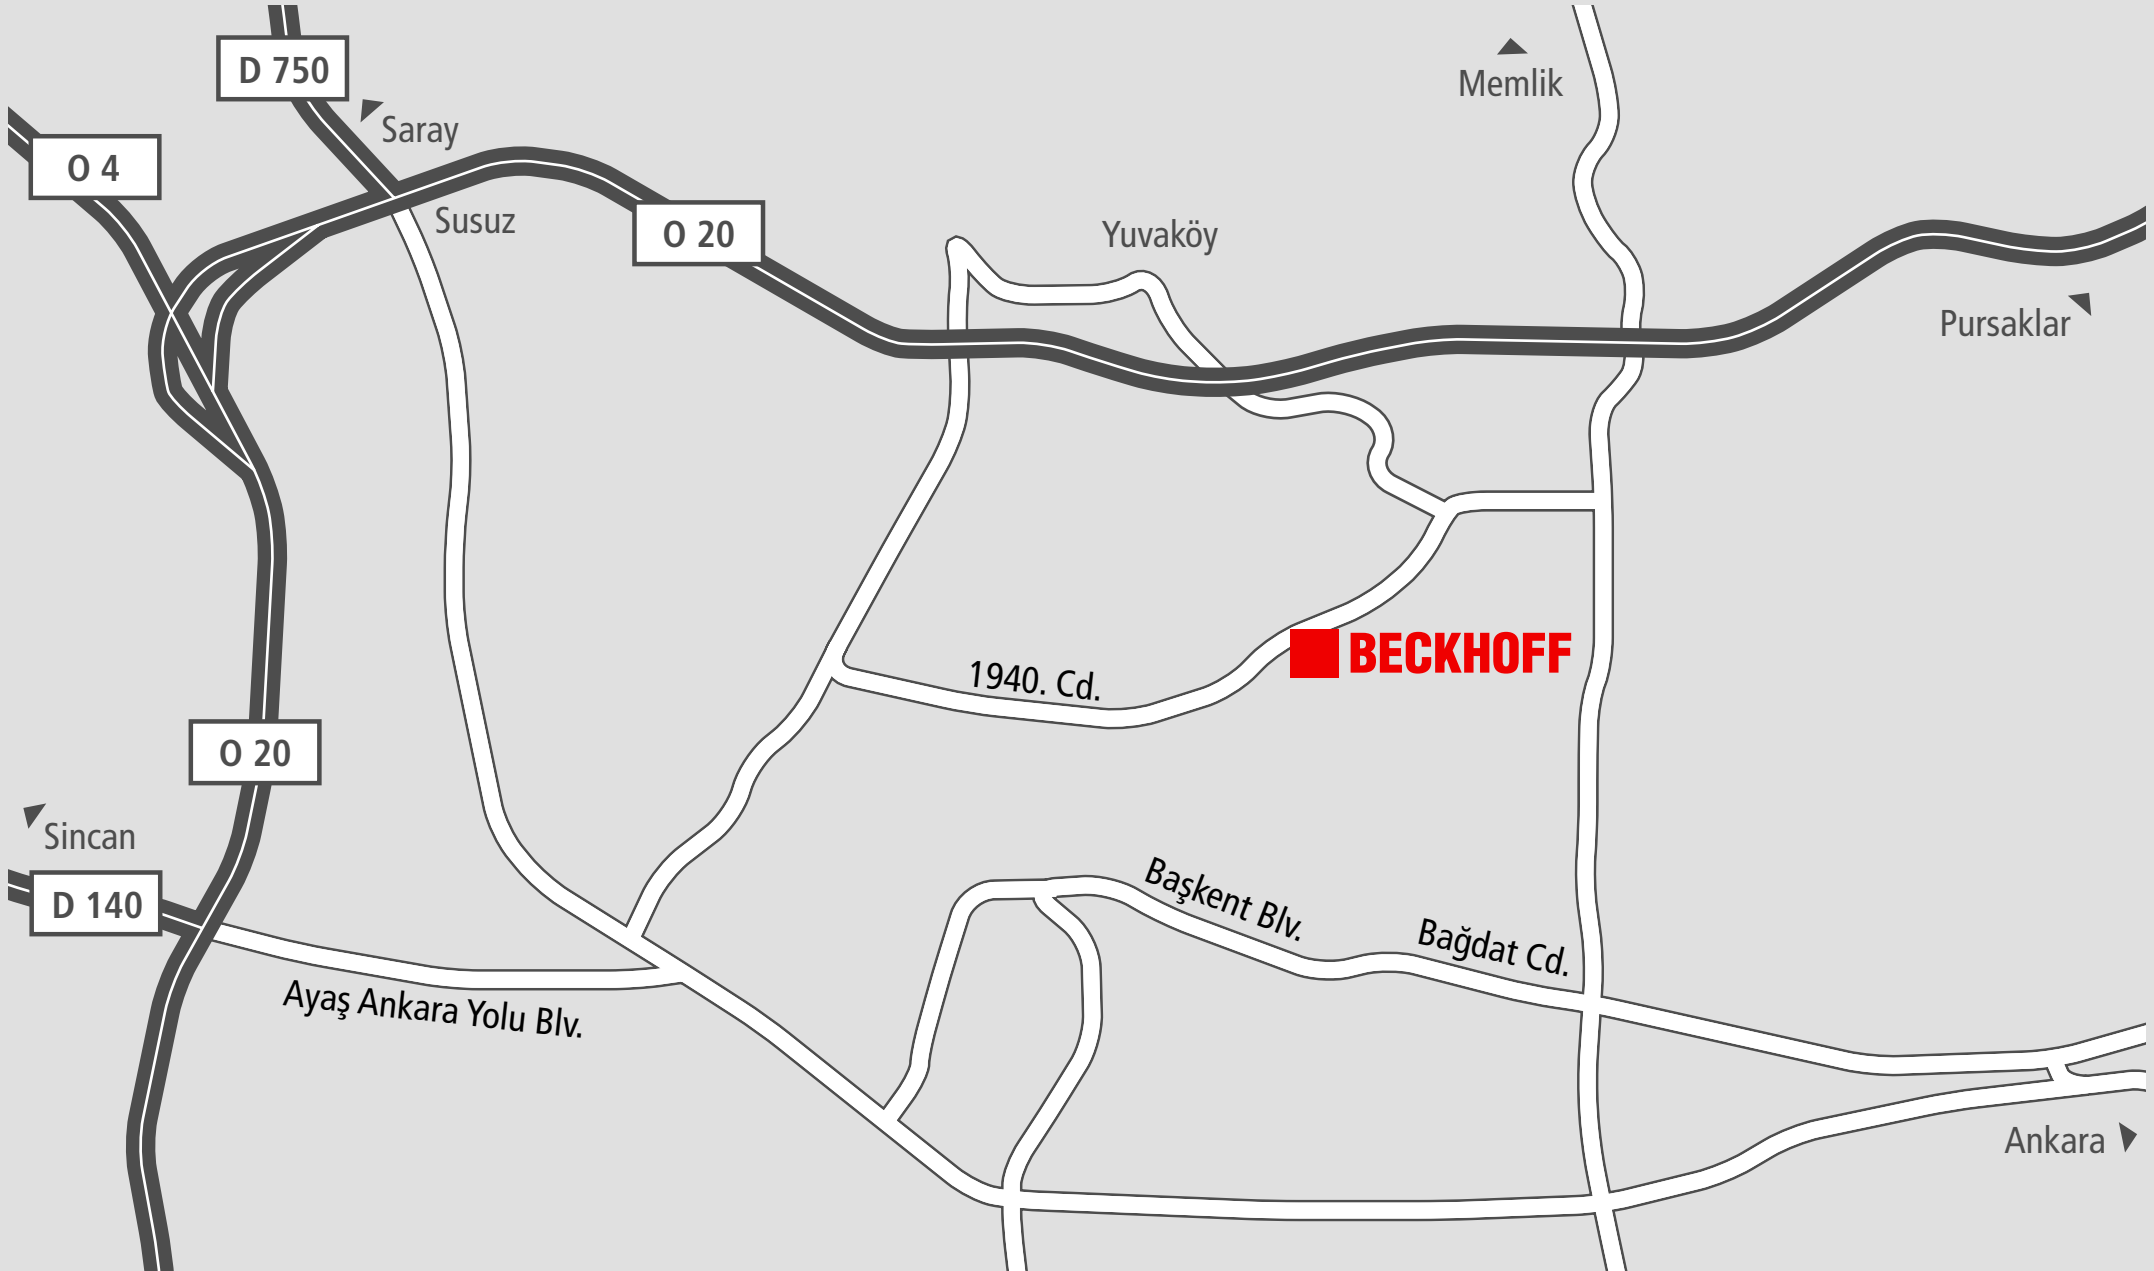 D 750
Memlik
Saray
O 4
Susuz
O 20
Yuvaköy
Pursaklar
BECKHOFF
1940. Cd.
O 20
Sincan
D 140
Başkent Blv.
Bağdat Cd.
Ayaş Ankara Yolu Blv.
Ankara